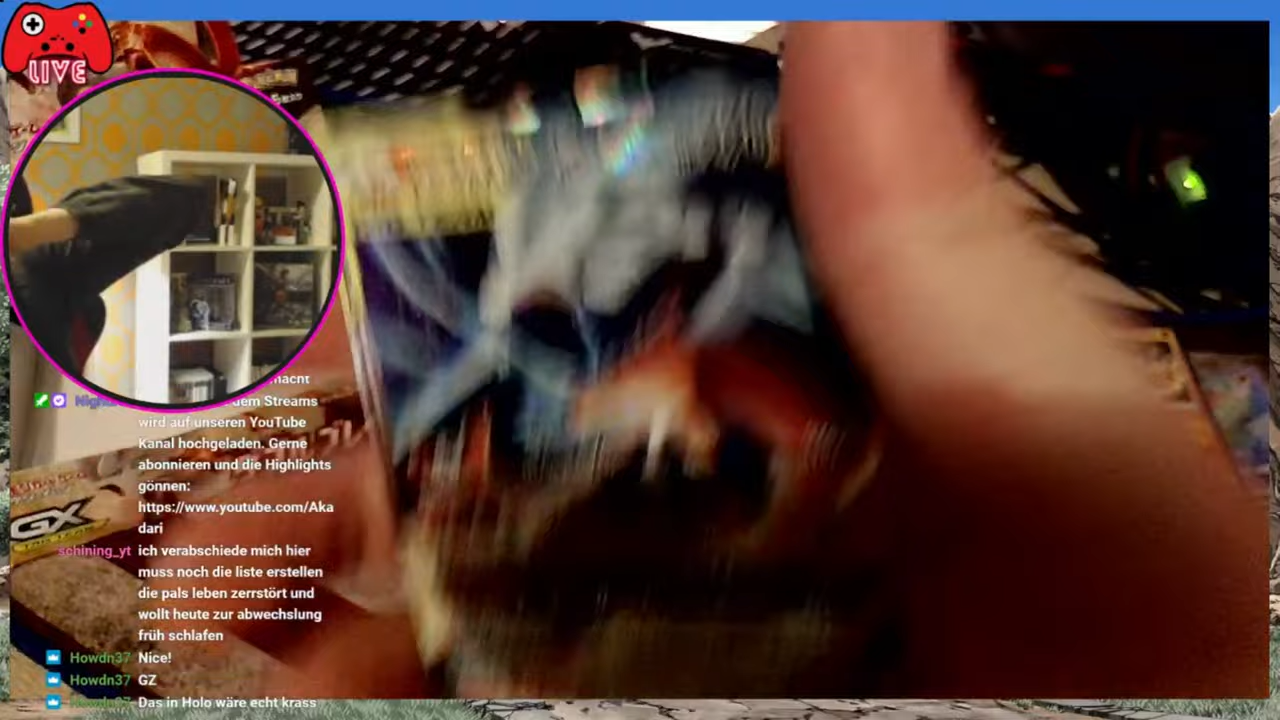 LIVE
macht
dem Streams
wird auf unseren YouTube
Kanal hochgeladen. Gerne
abonnieren und die Highlights
gönnen:
https://www.youtube.com/Aka
dari
GX
schining_yt ich verabschiede mich hier
muss noch die liste erstellen
die pals leben zerrstört und
wollt heute zur abwechslung
früh schlafen
Howdn37 Nice!
Howdn37 GZ
Howdn37 Das in Holo wäre echt krass